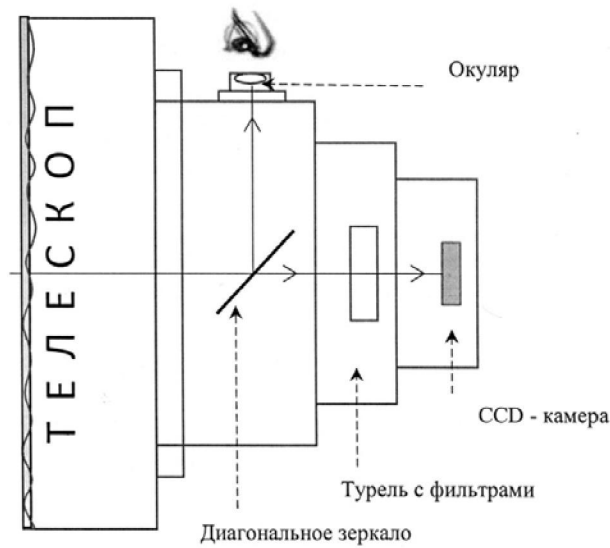 ТЕЛЕСКОП
Окуляр
CCD - камера
Турель с фильтрами
Диагональное зеркало